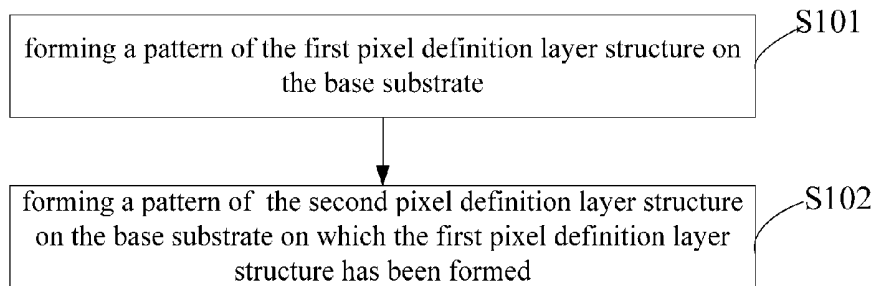 S101
forming a pattern of the first pixel definition layer structure on
the base substrate
S102
forming a pattern of the second pixel definition layer structure
on the base substrate on which the first pixel definition layer
structure has been formed